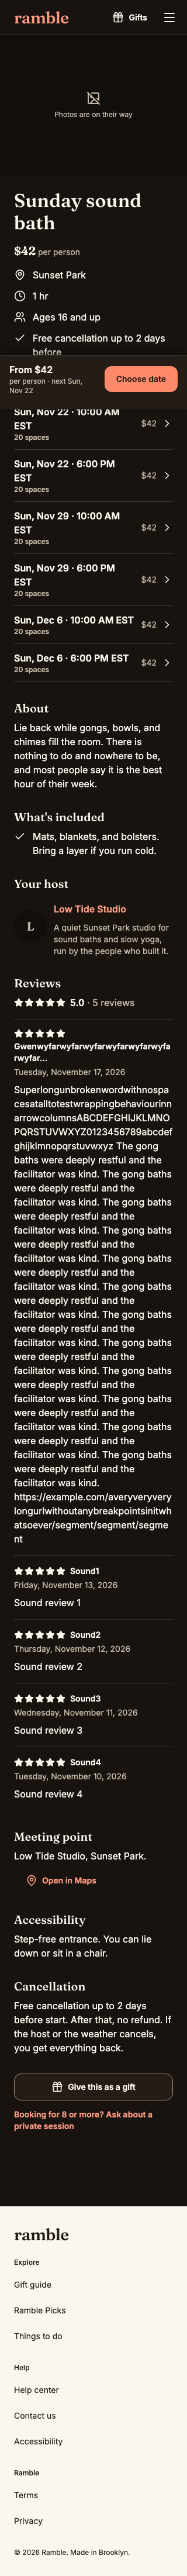 ramble
Gifts
Photos are on their way
Sunday sound
bath
$42 per person
Sunset Park
1 hr
Ages 16 and up
Free cancellation up to 2 days
before
From $42
per person · next Sun,
Nov 22
Choose date
Sun, Nov 22 · 10:00 AM
EST
20 spaces
$42
Sun, Nov 22 · 6:00 PM
EST
20 spaces
$42
Sun, Nov 29 · 10:00 AM
EST
20 spaces
$42
Sun, Nov 29 · 6:00 PM
EST
20 spaces
$42
Sun, Dec 6 · 10:00 AM EST
20 spaces
$42
Sun, Dec 6 · 6:00 PM EST
20 spaces
$42
About
Lie back while gongs, bowls, and
chimes fill the room. There is
nothing to do and nowhere to be,
and most people say it is the best
hour of their week.
What's included
Mats, blankets, and bolsters.
Bring a layer if you run cold.
Your host
L
Low Tide Studio
A quiet Sunset Park studio for
sound baths and slow yoga,
run by the people who built it.
Reviews
5.0 · 5 reviews
Gwenwyfarwyfarwyfarwyfarwyfarwyfa
rwyfar…
Tuesday, November 17, 2026
Superlongunbrokenwordwithnospa
cesatalltotestwrappingbehaviourinn
arrowcolumnsABCDEFGHIJKLMNO
PQRSTUVWXYZ0123456789abcdef
ghijklmnopqrstuvwxyz The gong
baths were deeply restful and the
facilitator was kind. The gong baths
were deeply restful and the
facilitator was kind. The gong baths
were deeply restful and the
facilitator was kind. The gong baths
were deeply restful and the
facilitator was kind. The gong baths
were deeply restful and the
facilitator was kind. The gong baths
were deeply restful and the
facilitator was kind. The gong baths
were deeply restful and the
facilitator was kind. The gong baths
were deeply restful and the
facilitator was kind. The gong baths
were deeply restful and the
facilitator was kind. The gong baths
were deeply restful and the
facilitator was kind. The gong baths
were deeply restful and the
facilitator was kind. The gong baths
were deeply restful and the
facilitator was kind.
https://example.com/averyveryvery
longurlwithoutanybreakpointsinitwh
atsoever/segment/segment/segme
nt
Sound1
Friday, November 13, 2026
Sound review 1
Sound2
Thursday, November 12, 2026
Sound review 2
Sound3
Wednesday, November 11, 2026
Sound review 3
Sound4
Tuesday, November 10, 2026
Sound review 4
Meeting point
Low Tide Studio, Sunset Park.
Open in Maps
Accessibility
Step-free entrance. You can lie
down or sit in a chair.
Cancellation
Free cancellation up to 2 days
before start. After that, no refund. If
the host or the weather cancels,
you get everything back.
Give this as a gift
Booking for 8 or more? Ask about a
private session
ramble
Explore
Gift guide
Ramble Picks
Things to do
Help
Help center
Contact us
Accessibility
Ramble
Terms
Privacy
© 2026 Ramble. Made in Brooklyn.